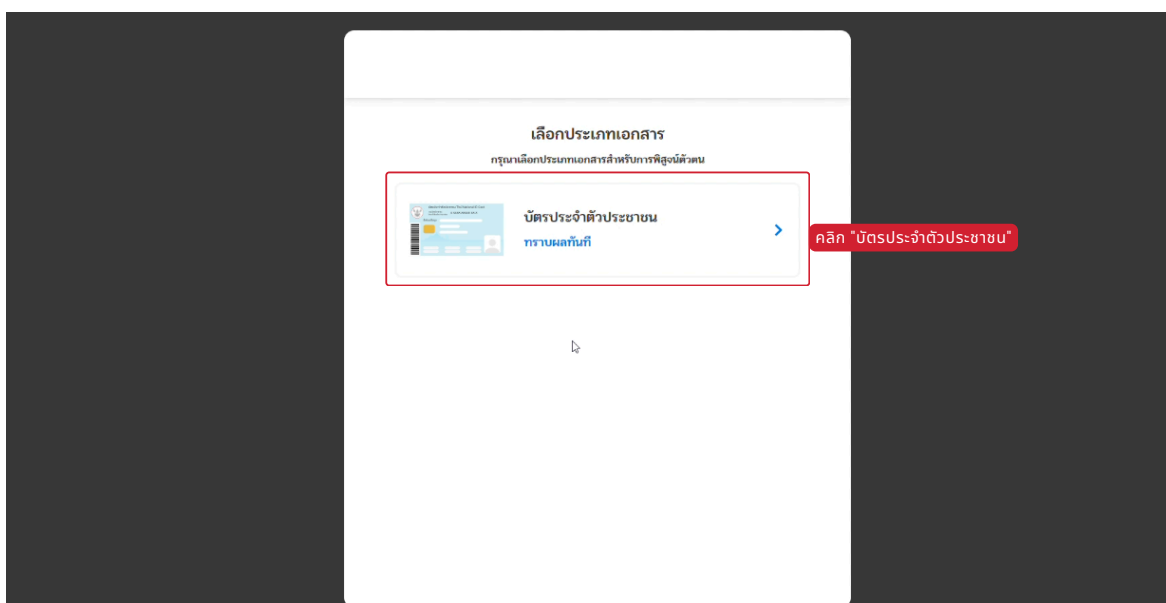 เลือกประเภทเอกสาร
กรุณาเลือกประเภทเอกสารสำหรับการพิสูจน์ตัวตน
บัตรประจำตัวประชาชน
ทราบผลทันที
คลิก "บัตรประจำตัวประชาชน"